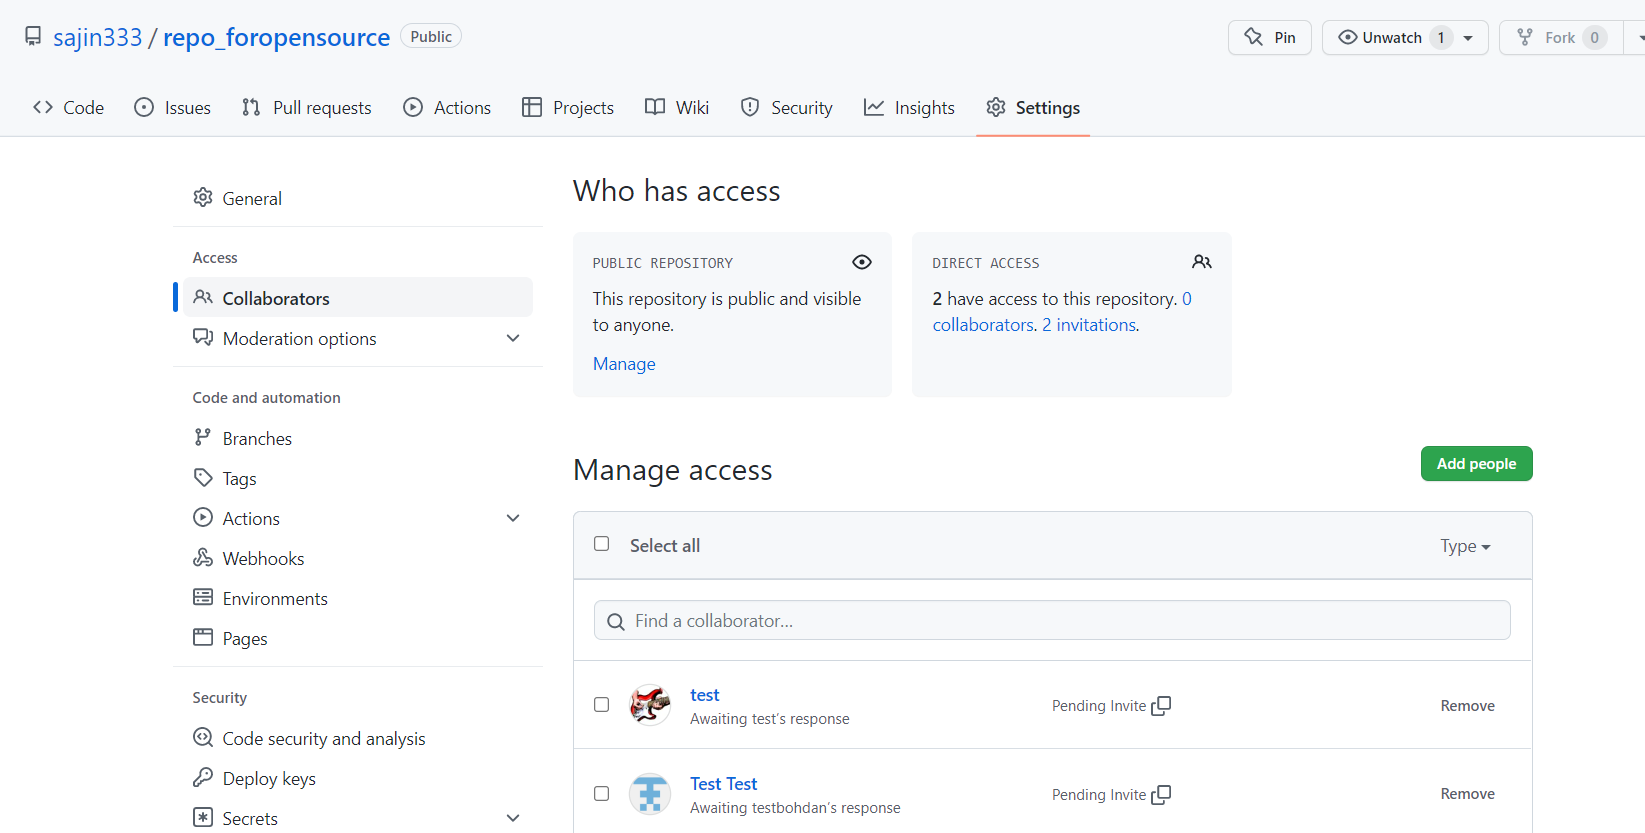 sajin333 / repo_foropensource Public
Pin Unwatch 1 Fork 0
Code Issues Pull requests Actions Projects Wiki Security Insights Settings
General
Access
Collaborators
Moderation options
Code and automation
Branches
Tags
Actions
Webhooks
Environments
Pages
Security
Code security and analysis
Deploy keys
Secrets
Who has access
PUBLIC REPOSITORY
This repository is public and visible
to anyone.
Manage
DIRECT ACCESS
2 have access to this repository. 0
collaborators. 2 invitations.
Manage access
Add people
Select all
Type
Find a collaborator...
test
Awaiting test's response
Pending Invite
Remove
Test Test
Awaiting testbohdan's response
Pending Invite
Remove